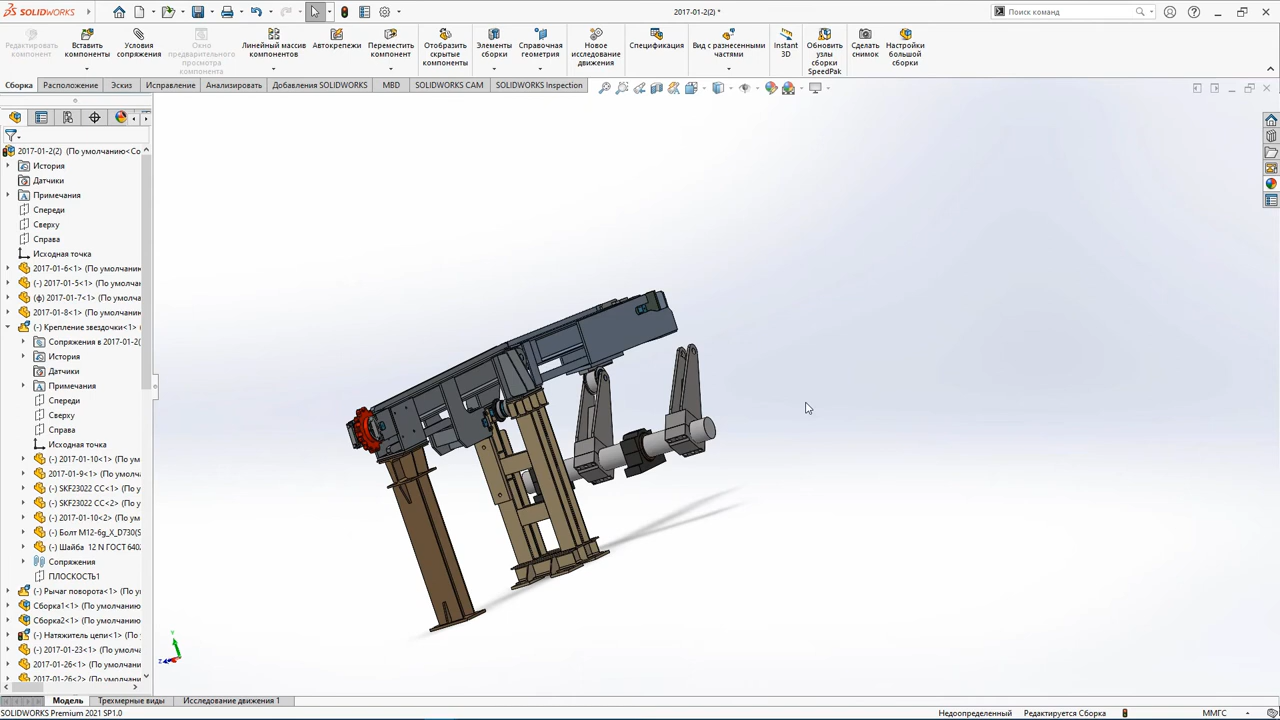 SOLIDWORKS
2017-01-2(2) *
Поиск команд
Редактировать компонент
Вставить компоненты
Условия сопряжения
Окно предварительного просмотра компонента
Линейный массив компонентов
Автокрепежи
Переместить компонент
Отобразить скрытые компоненты
Элементы сборки
Справочная геометрия
Новое исследование движения
Спецификация
Вид с разнесенными частями
Instant 3D
Обновить узлы сборки SpeedPak
Сделать снимок
Настройки большой сборки
Сборка
Расположение
Эскиз
Исправление
Анализировать
Добавления SOLIDWORKS
MBD
SOLIDWORKS CAM
SOLIDWORKS Inspection
2017-01-2(2) (По умолчанию<Со
История
Датчики
Примечания
Спереди
Сверху
Справа
Исходная точка
2017-01-6<1> (По умолчани
(-) 2017-01-5<1> (По умолча
(ф) 2017-01-7<1> (По умолча
2017-01-8<1> (По умолчани
(-) Крепление звездочки<1> (
Сопряжения в 2017-01-2(
История
Датчики
Примечания
Спереди
Сверху
Справа
Исходная точка
(-) 2017-01-10<1> (По ум
2017-01-9<1> (По умолч
(-) SKF23022 CC<1> (По у
(-) SKF23022 CC<2> (По у
(-) 2017-01-10<2> (По ум
(-) Болт М12-6g_X_D730(S
(-) Шайба 12 N ГОСТ 640
Сопряжения
ПЛОСКОСТЬ1
(-) Рычаг поворота<1> (По
Сборка1<1> (По умолчанию
Сборка2<1> (По умолчанию
(-) Натяжитель цепи<1> (По
(-) 2017-01-23<1> (По умол
2017-01-26<1> (По умолчан
2017-01-26<2> (По умолчан
Y
Z
Модель
Трехмерные виды
Исследование движения 1
SOLIDWORKS Premium 2021 SP1.0
Недоопределенный
Редактируется Сборка
ММГС